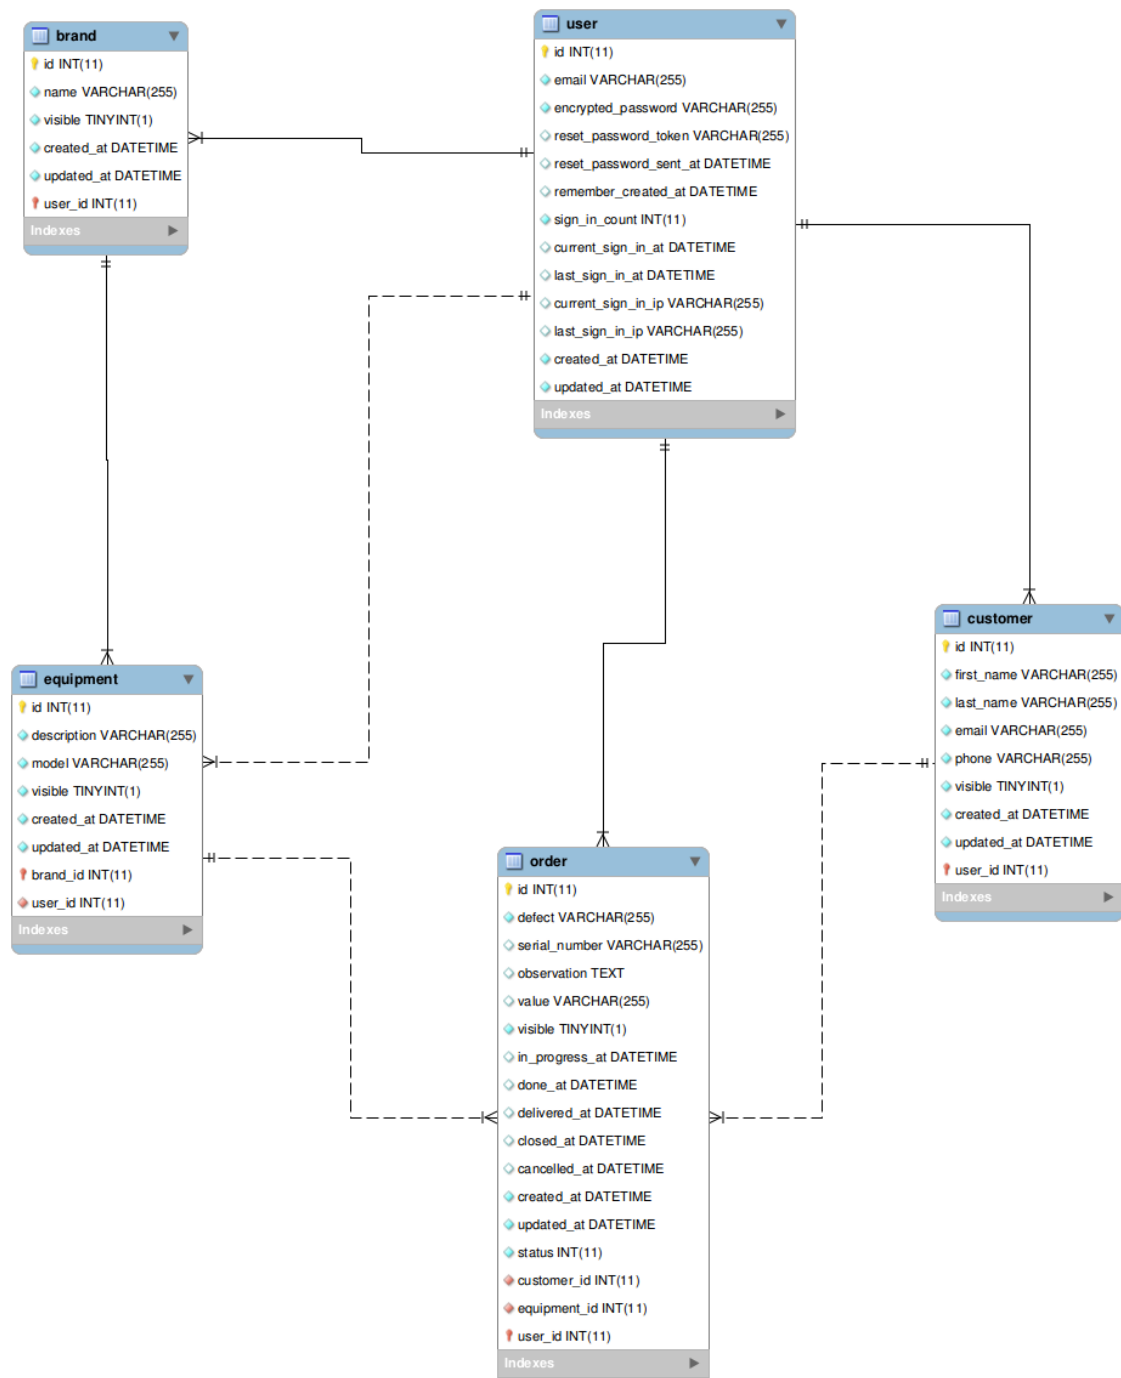 brand
id INT(11)
name VARCHAR(255)
visible TINYINT(1)
created_at DATETIME
updated_at DATETIME
user_id INT(11)
Indexes
user
id INT(11)
email VARCHAR(255)
encrypted_password VARCHAR(255)
reset_password_token VARCHAR(255)
reset_password_sent_at DATETIME
remember_created_at DATETIME
sign_in_count INT(11)
current_sign_in_at DATETIME
last_sign_in_at DATETIME
current_sign_in_ip VARCHAR(255)
last_sign_in_ip VARCHAR(255)
created_at DATETIME
updated_at DATETIME
Indexes
customer
id INT(11)
first_name VARCHAR(255)
last_name VARCHAR(255)
email VARCHAR(255)
phone VARCHAR(255)
visible TINYINT(1)
created_at DATETIME
updated_at DATETIME
user_id INT(11)
Indexes
equipment
id INT(11)
description VARCHAR(255)
model VARCHAR(255)
visible TINYINT(1)
created_at DATETIME
updated_at DATETIME
brand_id INT(11)
user_id INT(11)
Indexes
order
id INT(11)
defect VARCHAR(255)
serial_number VARCHAR(255)
observation TEXT
value VARCHAR(255)
visible TINYINT(1)
in_progress_at DATETIME
done_at DATETIME
delivered_at DATETIME
closed_at DATETIME
cancelled_at DATETIME
created_at DATETIME
updated_at DATETIME
status INT(11)
customer_id INT(11)
equipment_id INT(11)
user_id INT(11)
Indexes